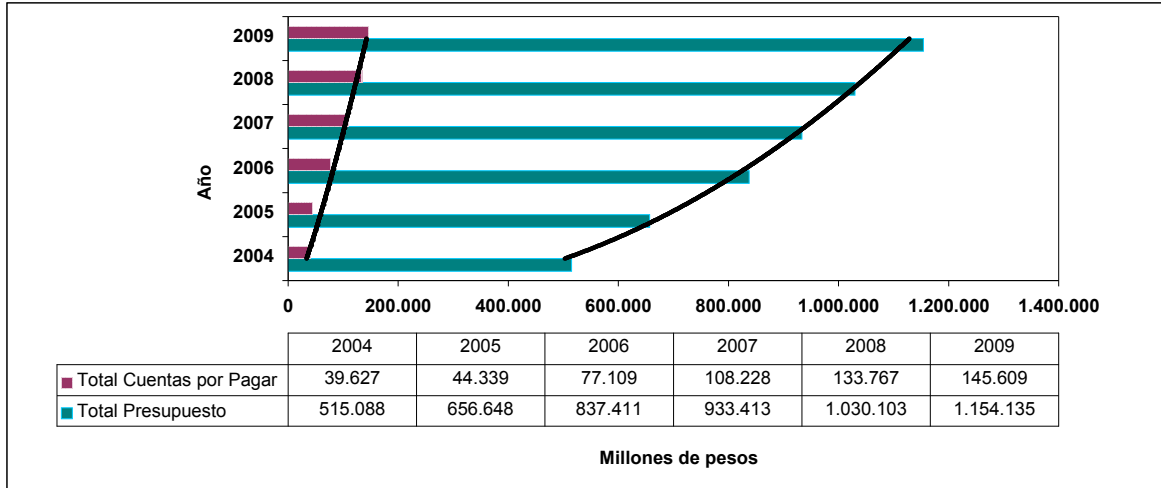 2009
2008
2007
2006
2005
2004
Año
0 200.000 400.000 600.000 800.000 1.000.000 1.200.000 1.400.000
2004 2005 2006 2007 2008 2009
Total Cuentas por Pagar 39.627 44.339 77.109 108.228 133.767 145.609
Total Presupuesto 515.088 656.648 837.411 933.413 1.030.103 1.154.135
Millones de pesos